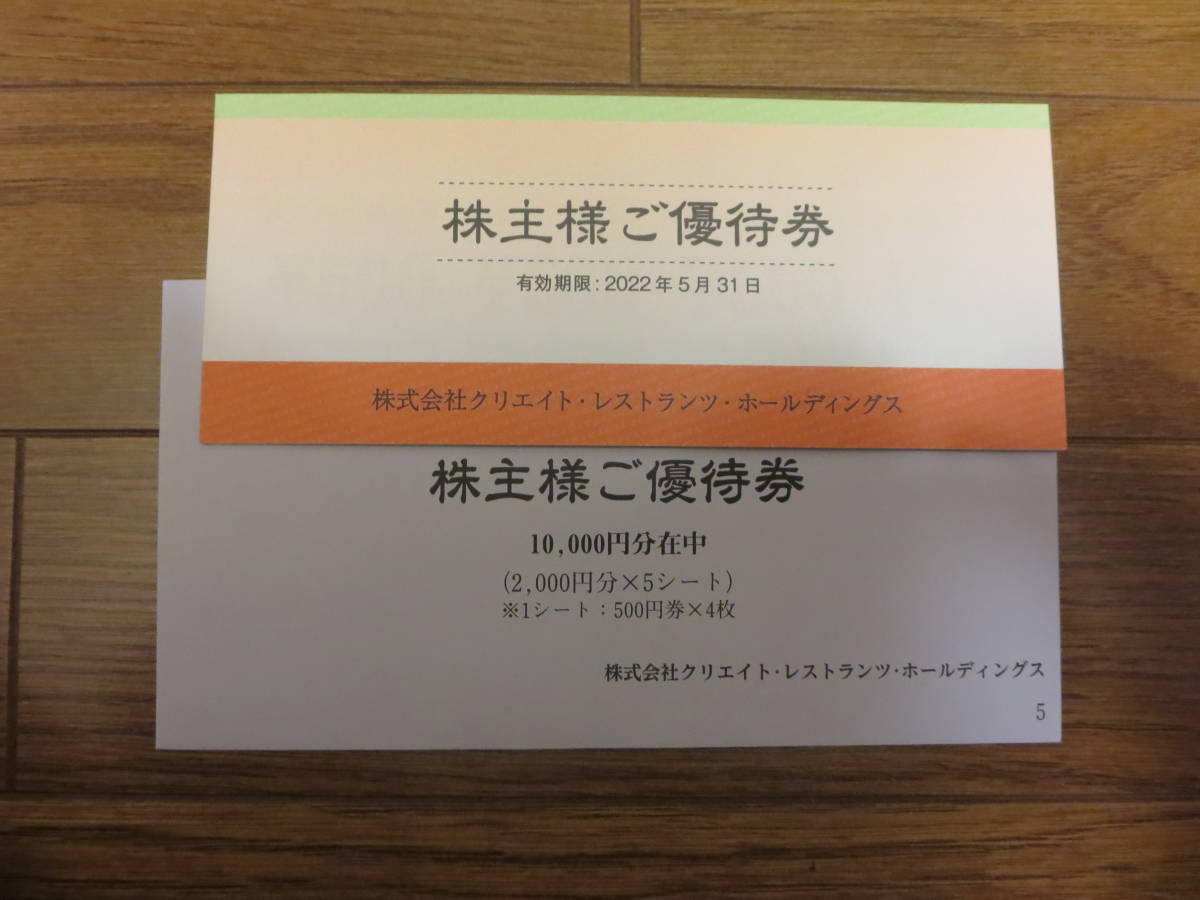 株主様ご優待券
有効期限:2022年5月31日
株式会社クリエイト・レストランツ・ホールディングス
株主様ご優待券
10,000円分在中
(2,000円分×5シート)
※1シート:500円券×4枚
株式会社クリエイト・レストランツ・ホールディングス
5